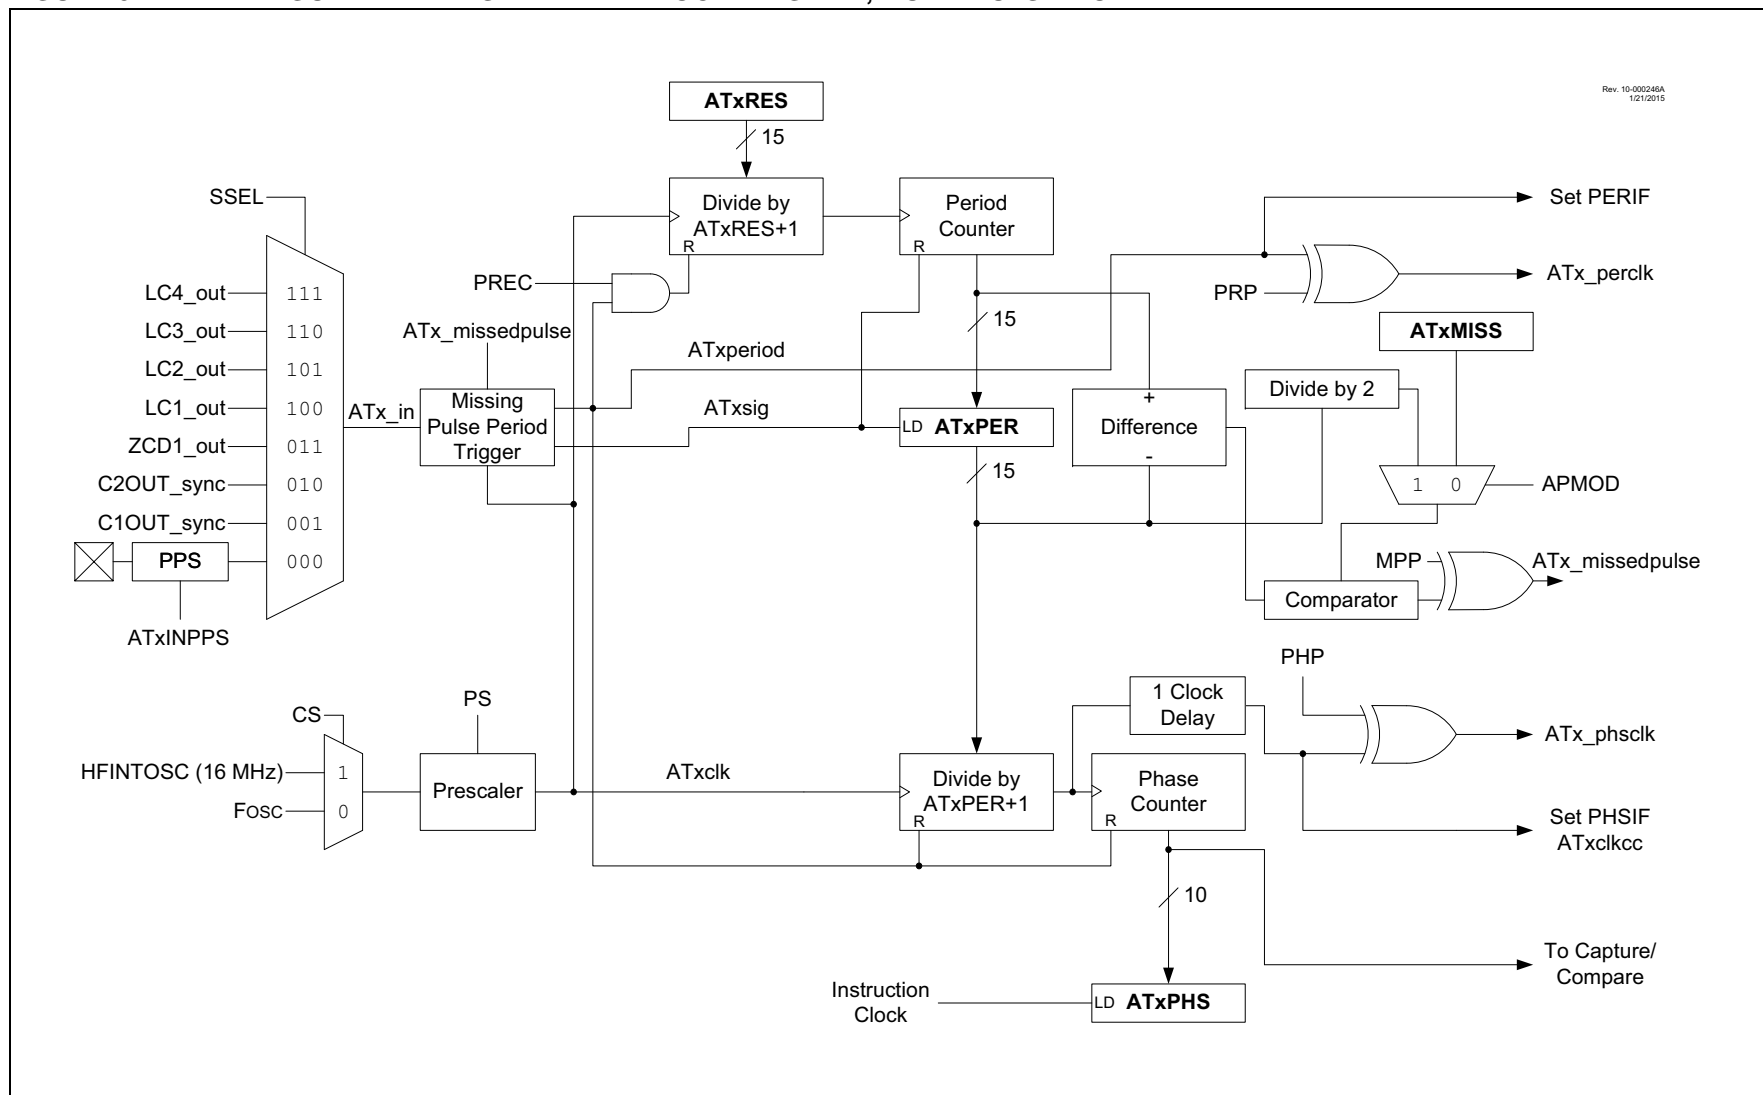 Rev. 10-000246A
1/21/2015
ATxRES
15
SSEL
Divide by
ATxRES+1
R
Period
Counter
R
Set PERIF
PREC
ATx_perclk
PRP
LC4_out
111
LC3_out
110
LC2_out
101
LC1_out
100
ZCD1_out
011
C2OUT_sync
010
C1OUT_sync
001
PPS
000
ATxINPPS
ATx_in
ATx_missedpulse
Missing
Pulse Period
Trigger
ATxperiod
ATxsig
15
LD
ATxPER
15
+
Difference
-
ATxMISS
Divide by 2
1
0
APMOD
MPP
ATx_missedpulse
Comparator
PHP
CS
PS
HFINTOSC (16 MHz)
1
FOSC
0
Prescaler
ATxclk
Divide by
ATxPER+1
R
1 Clock
Delay
Phase
Counter
R
ATx_phsclk
Set PHSIF
ATxclkcc
10
To Capture/
Compare
Instruction
Clock
LD
ATxPHS